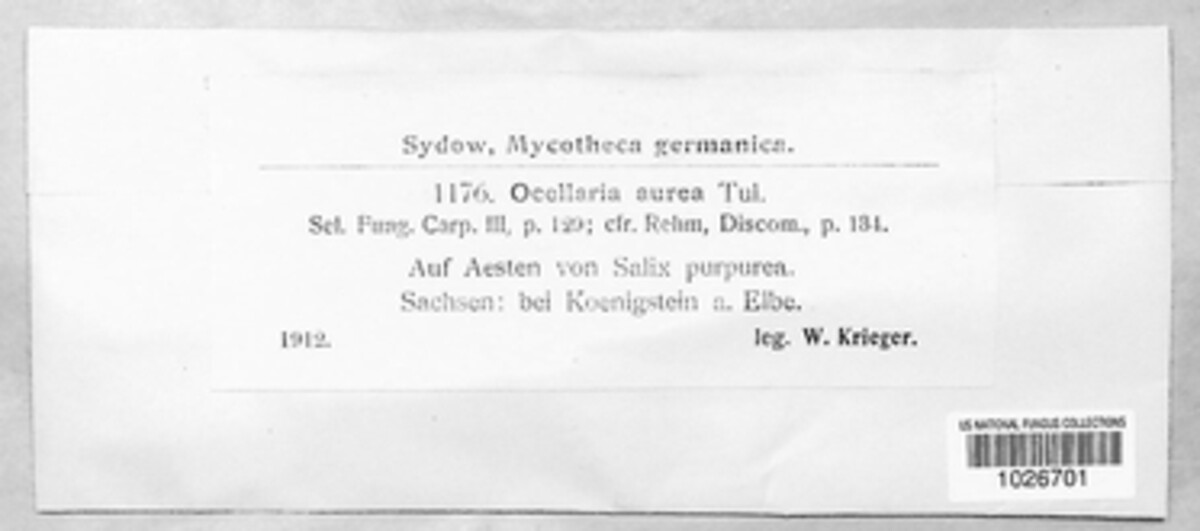 Sydow, Mycotheca germanica.
1176. Ocellaria aurea Tul.
Sel. Fung. Carp. III, p. 129; cfr. Rehm, Discom., p. 134.
Auf Aesten von Salix purpurea.
Sachsen: bei Koenigstein a. Elbe.
1912. leg. W. Krieger.
US NATIONAL FUNGUS COLLECTIONS
1026701